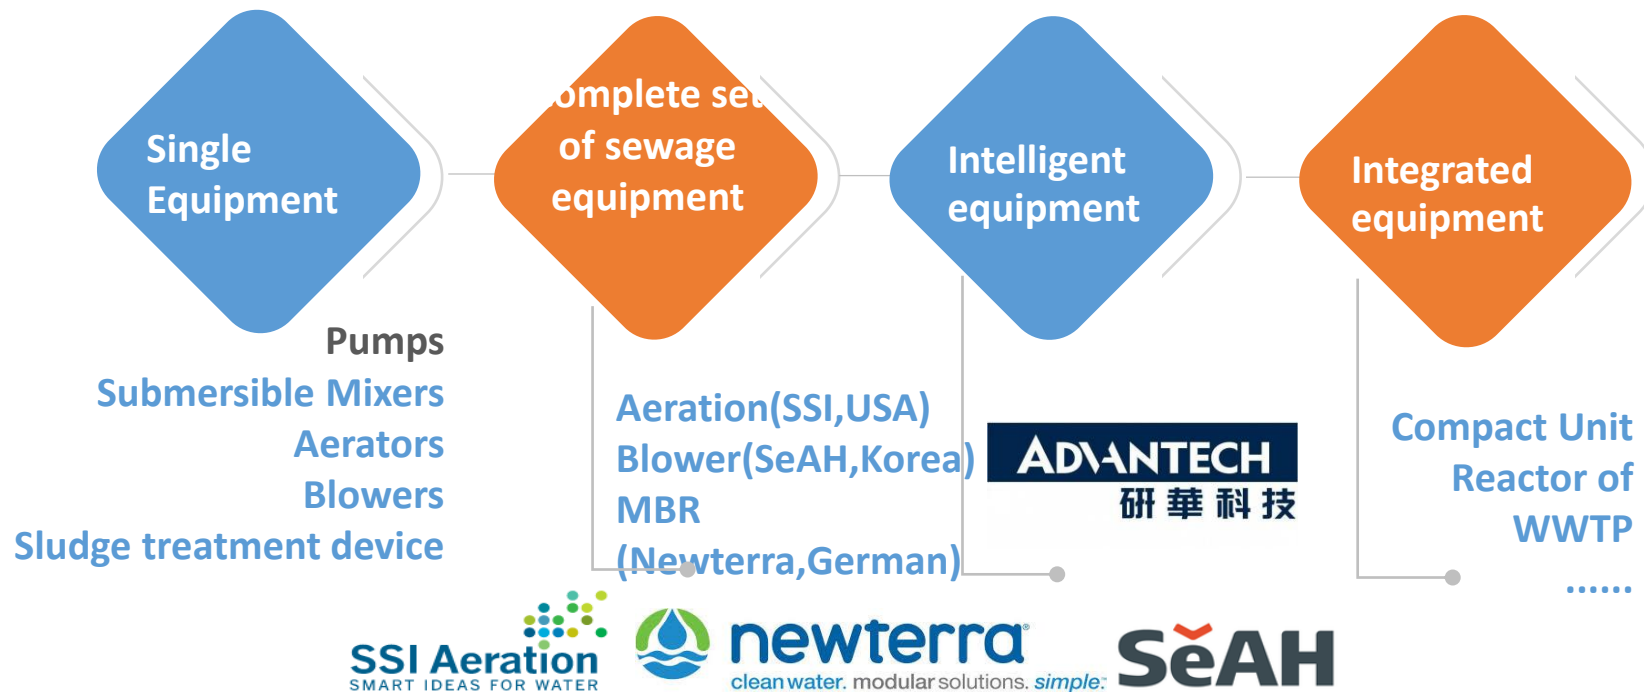 Single
Equipment
omplete set
of sewage
equipment
Intelligent
equipment
Integrated
equipment
Pumps
Submersible Mixers
Aerators
Blowers
Sludge treatment device
Aeration(SSI,USA)
Blower(SeAH,Korea)
MBR
(Newterra,German)
ADVANTECH
研華科技
Compact Unit
Reactor of
WWTP
......
SSI Aeration
SMART IDEAS FOR WATER
newterra®
clean water. modular solutions. simple.™
SeAH